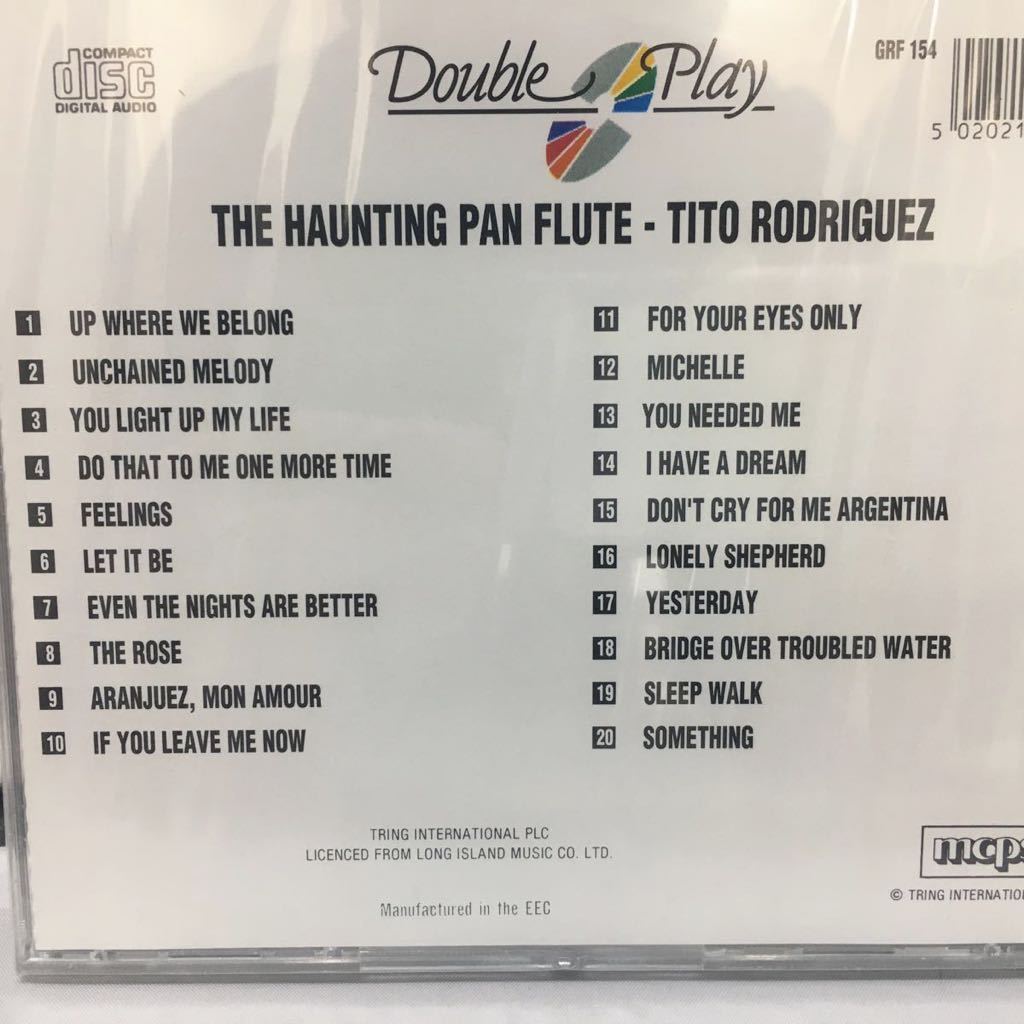 COMPACT
disc
DIGITAL AUDIO
Double Play
GRF 154
5 02021
THE HAUNTING PAN FLUTE - TITO RODRIGUEZ
1 UP WHERE WE BELONG
2 UNCHAINED MELODY
3 YOU LIGHT UP MY LIFE
4 DO THAT TO ME ONE MORE TIME
5 FEELINGS
6 LET IT BE
7 EVEN THE NIGHTS ARE BETTER
8 THE ROSE
9 ARANJUEZ, MON AMOUR
10 IF YOU LEAVE ME NOW
11 FOR YOUR EYES ONLY
12 MICHELLE
13 YOU NEEDED ME
14 I HAVE A DREAM
15 DON'T CRY FOR ME ARGENTINA
16 LONELY SHEPHERD
17 YESTERDAY
18 BRIDGE OVER TROUBLED WATER
19 SLEEP WALK
20 SOMETHING
TRING INTERNATIONAL PLC
LICENCED FROM LONG ISLAND MUSIC CO. LTD.
Manufactured in the EEC
mcps
© TRING INTERNATIO